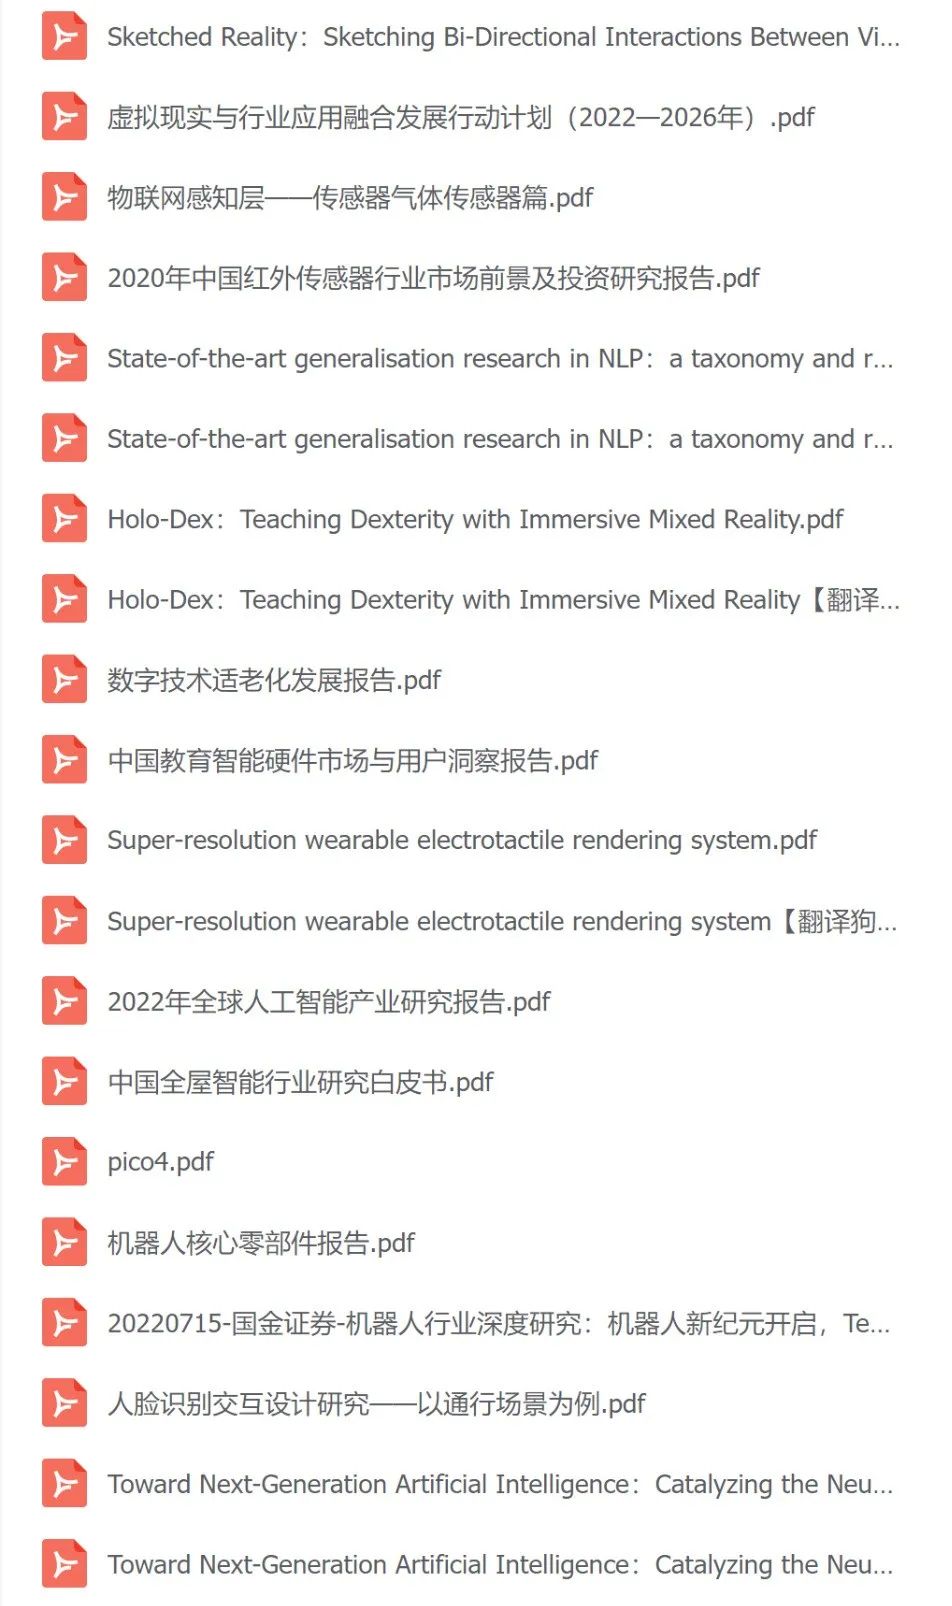 Sketched Reality：Sketching Bi-Directional Interactions Between Vi...
虚拟现实与行业应用融合发展行动计划（2022—2026年）.pdf
物联网感知层——传感器气体传感器篇.pdf
2020年中国红外传感器行业市场前景及投资研究报告.pdf
State-of-the-art generalisation research in NLP：a taxonomy and r...
State-of-the-art generalisation research in NLP：a taxonomy and r...
Holo-Dex：Teaching Dexterity with Immersive Mixed Reality.pdf
Holo-Dex：Teaching Dexterity with Immersive Mixed Reality【翻译...
数字技术适老化发展报告.pdf
中国教育智能硬件市场与用户洞察报告.pdf
Super-resolution wearable electrotactile rendering system.pdf
Super-resolution wearable electrotactile rendering system【翻译狗...
2022年全球人工智能产业研究报告.pdf
中国全屋智能行业研究白皮书.pdf
pico4.pdf
机器人核心零部件报告.pdf
20220715-国金证券-机器人行业深度研究：机器人新纪元开启，Te...
人脸识别交互设计研究——以通行场景为例.pdf
Toward Next-Generation Artificial Intelligence：Catalyzing the Neu...
Toward Next-Generation Artificial Intelligence：Catalyzing the Neu...